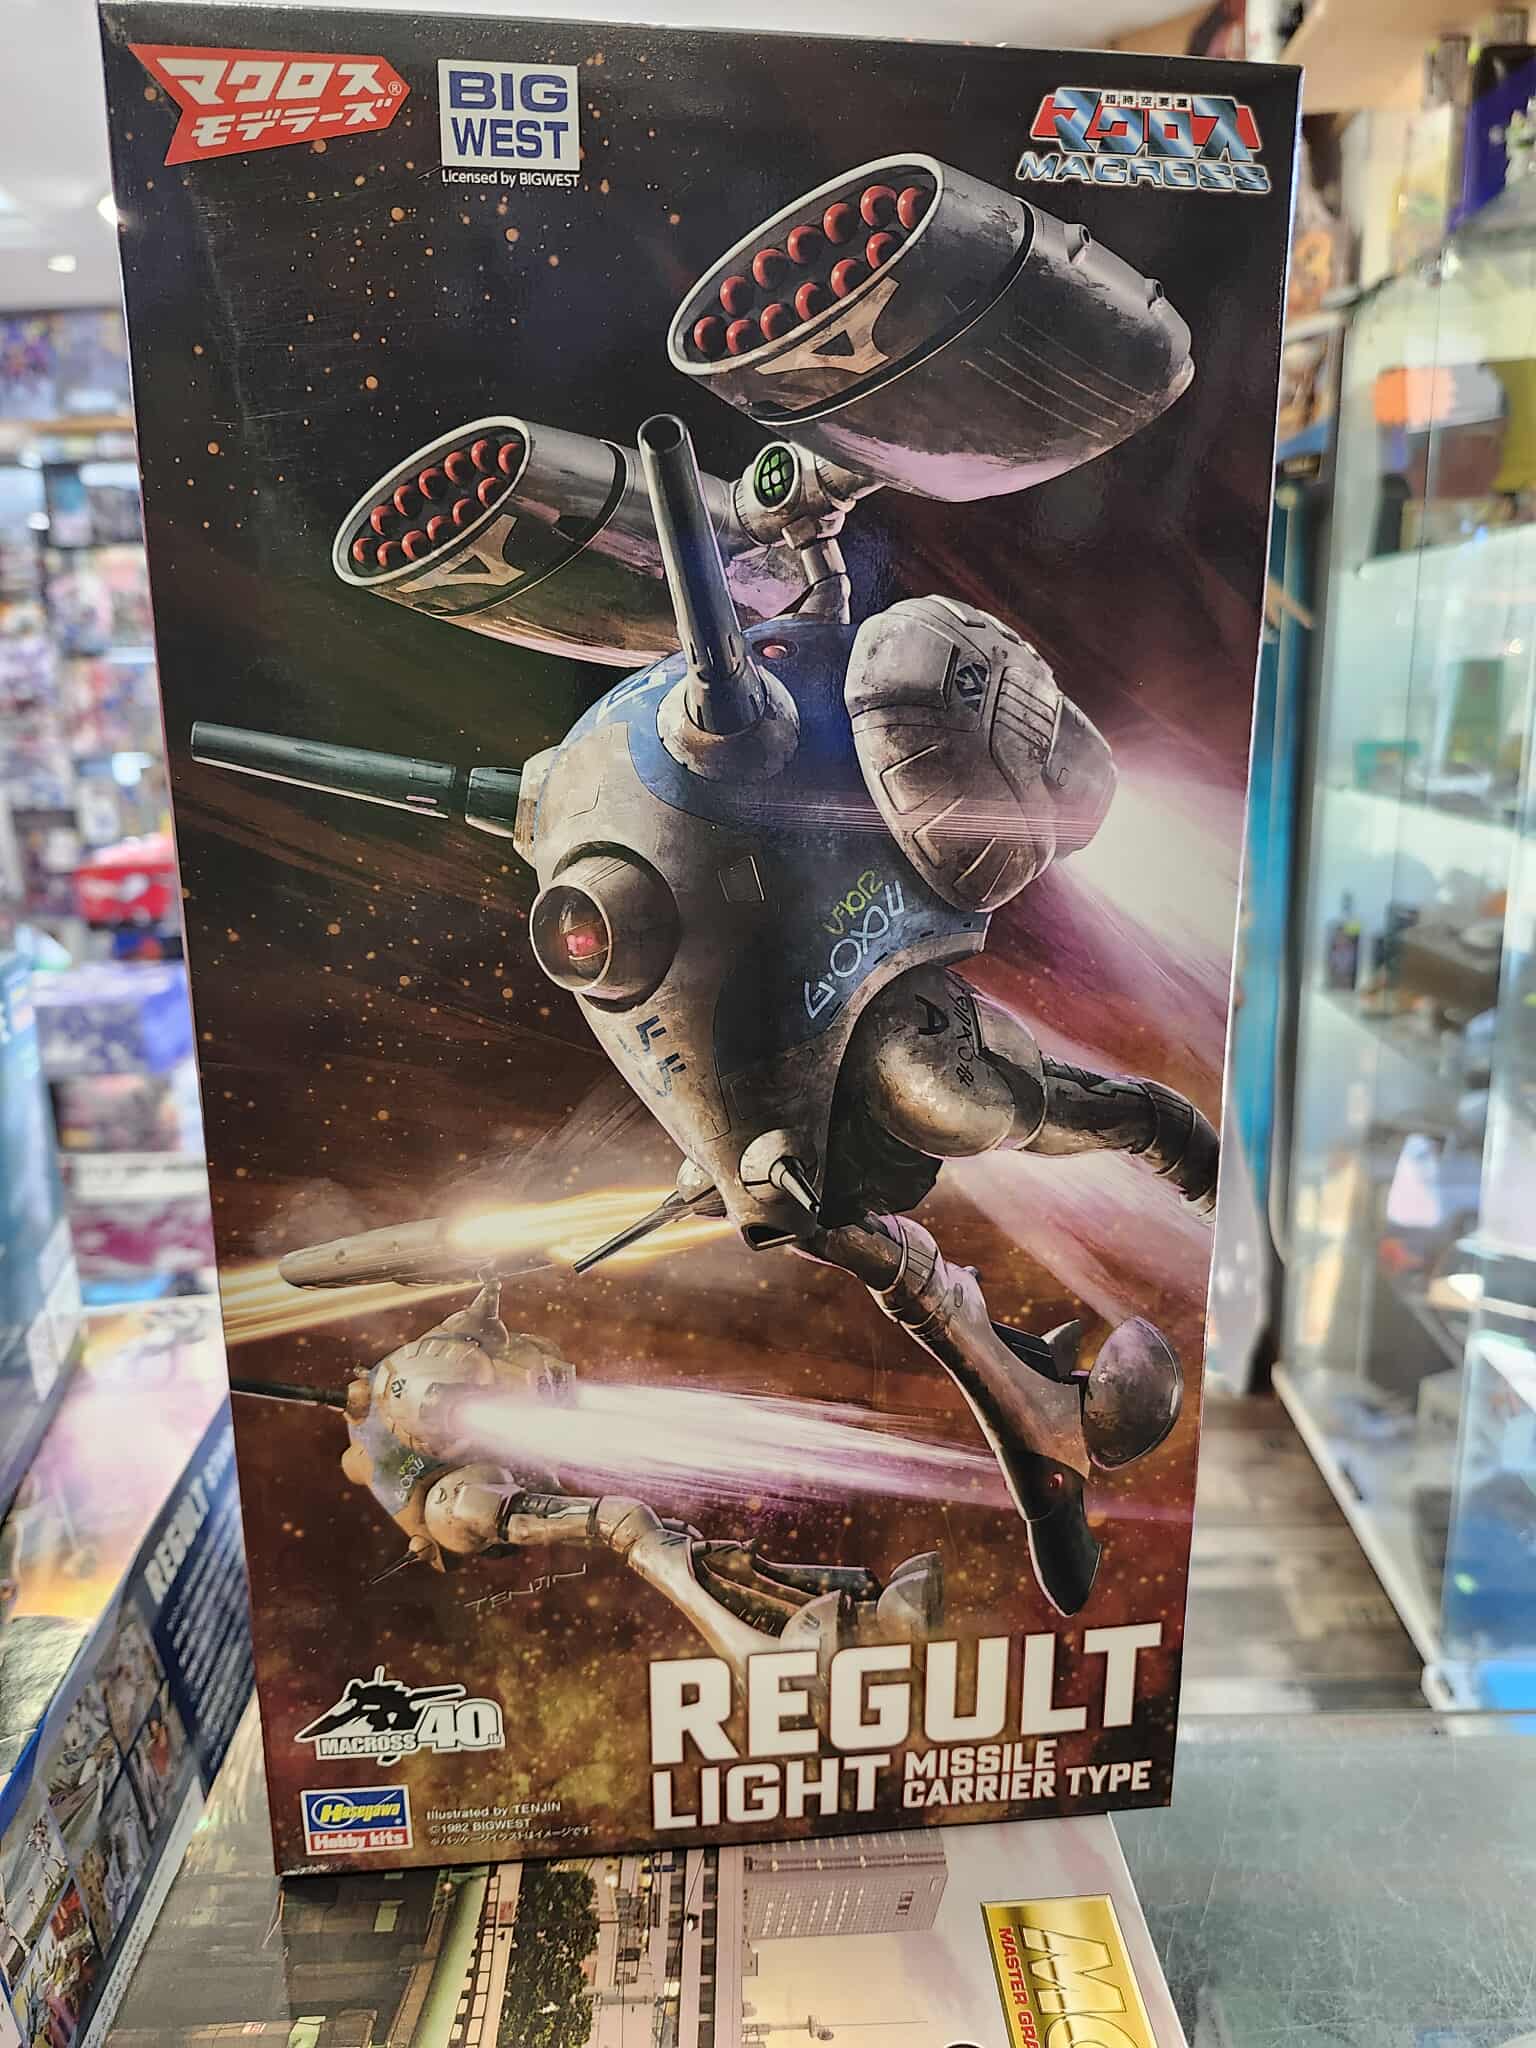 マクロス®
モデラーズ
BIG
WEST
Licensed by BIGWEST
超時空要塞
マクロス
MACROSS
TENJIN
REGULT
LIGHT MISSILE CARRIER TYPE
MACROSS 40th
Hasegawa
Hobby kits
Illustrated by TENJIN
©1982 BIGWEST
※パッケージイラストはイメージです。
REGULT
MG
MASTER GRA